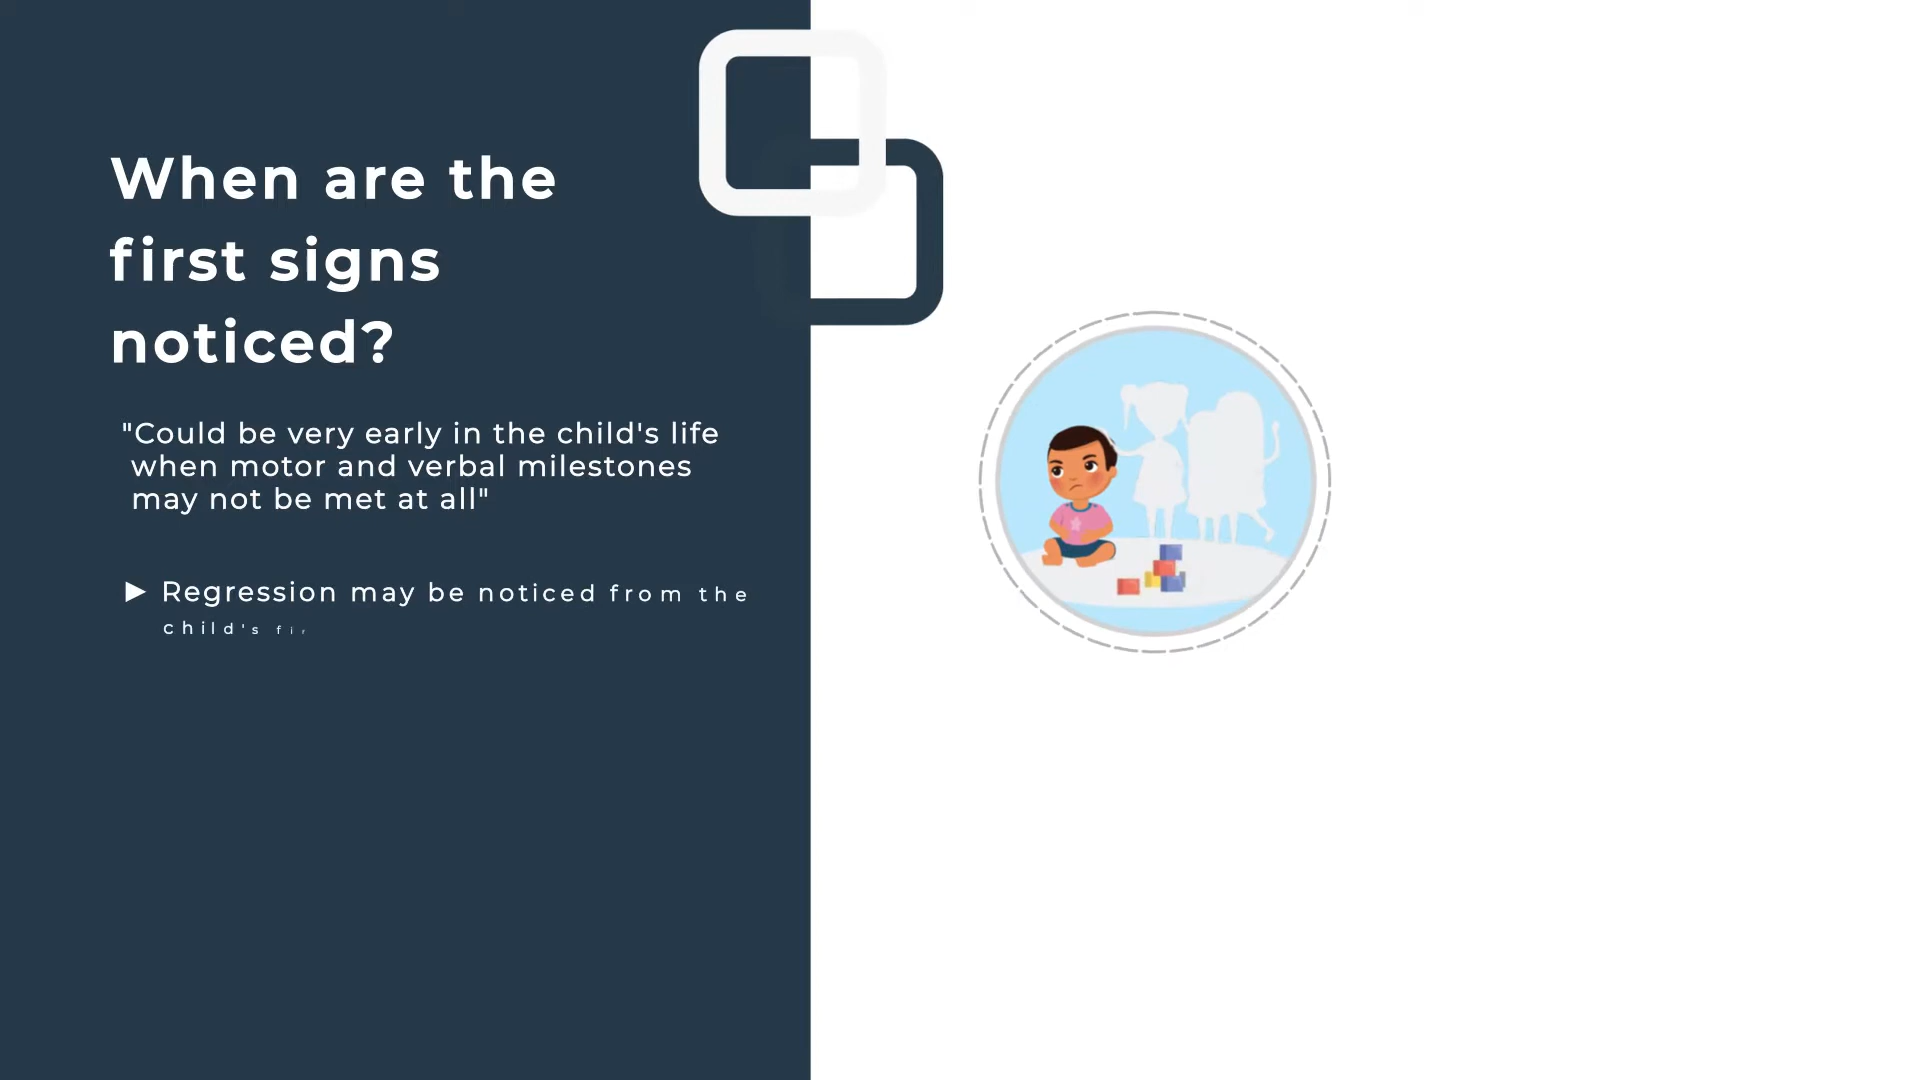 When are the
first signs
noticed?
"Could be very early in the child's life
when motor and verbal milestones
may not be met at all"
► Regression may be noticed from the
child's fir